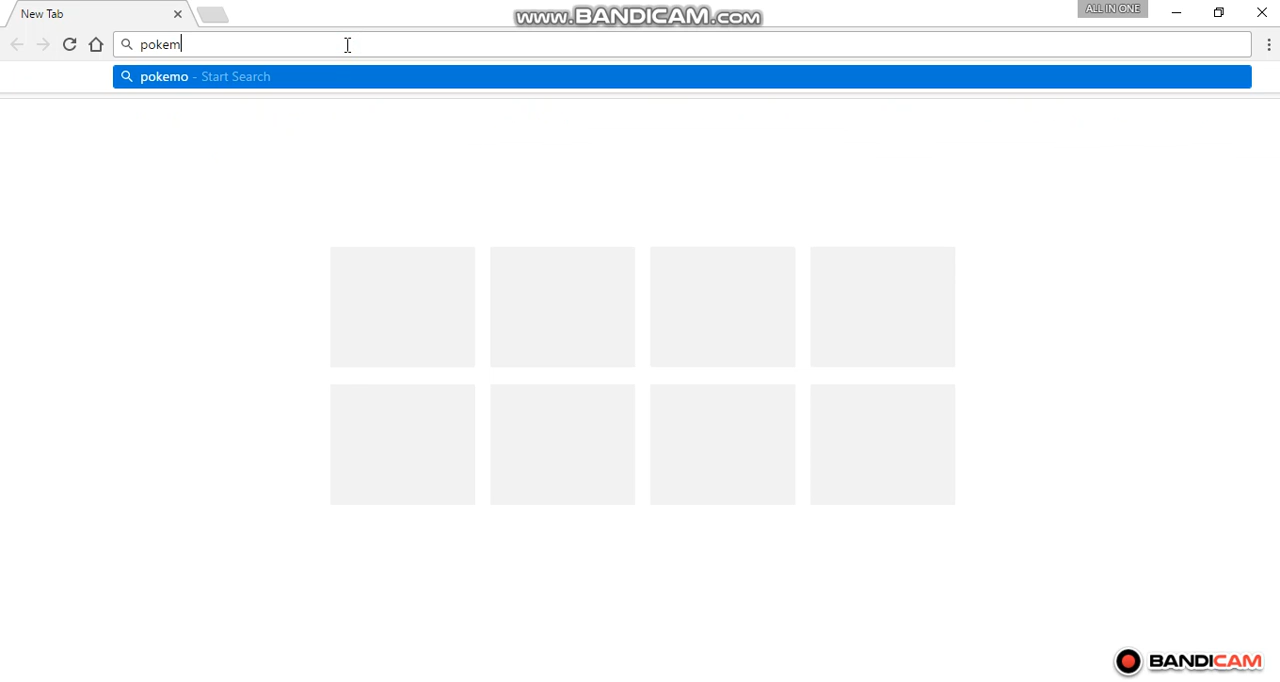 New Tab
www.BANDICAM.com
ALL IN ONE
pokem
pokemo - Start Search
BANDICAM